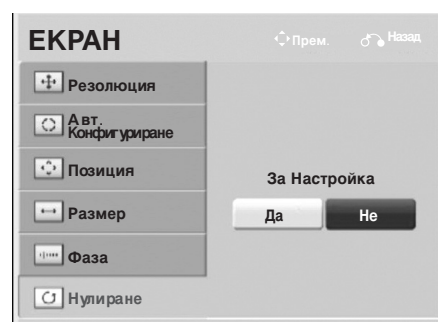 ЕКРАН
Прем.
Назад
Резолюция
Авт.
Конфигуриране
Позиция
Размер
Фаза
Нулиране
За Настройка
Да
Не